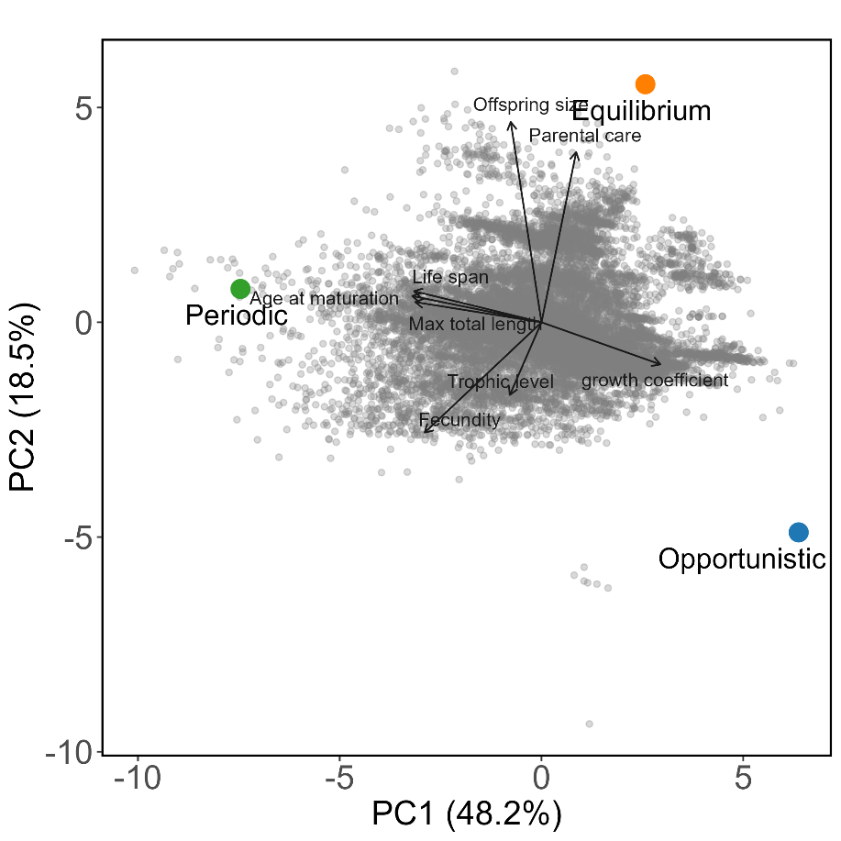 5
0
-5
-10
-10
-5
0
5
PC2 (18.5%)
PC1 (48.2%)
Offspring size
Equilibrium
Parental care
Life span
Age at maturation
Periodic
Max total length
Trophic level
growth coefficient
Fecundity
Opportunistic